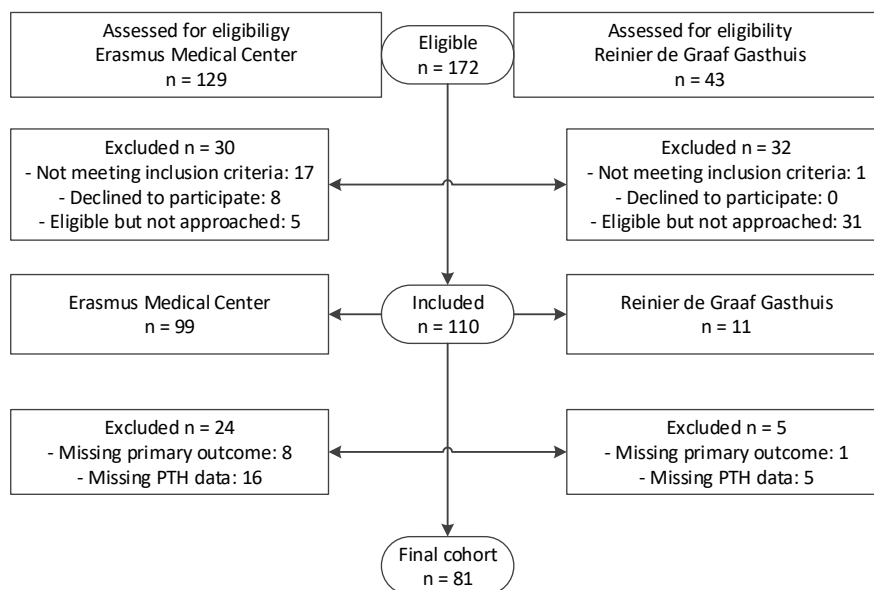 Assessed for eligibiligy
Erasmus Medical Center
n = 129
Eligible
n = 172
Assessed for eligibility
Reinier de Graaf Gasthuis
n = 43
Excluded n = 30
- Not meeting inclusion criteria: 17
- Declined to participate: 8
- Eligible but not approached: 5
Excluded n = 32
- Not meeting inclusion criteria: 1
- Declined to participate: 0
- Eligible but not approached: 31
Erasmus Medical Center
n = 99
Included
n = 110
Reinier de Graaf Gasthuis
n = 11
Excluded n = 24
- Missing primary outcome: 8
- Missing PTH data: 16
Excluded n = 5
- Missing primary outcome: 1
- Missing PTH data: 5
Final cohort
n = 81